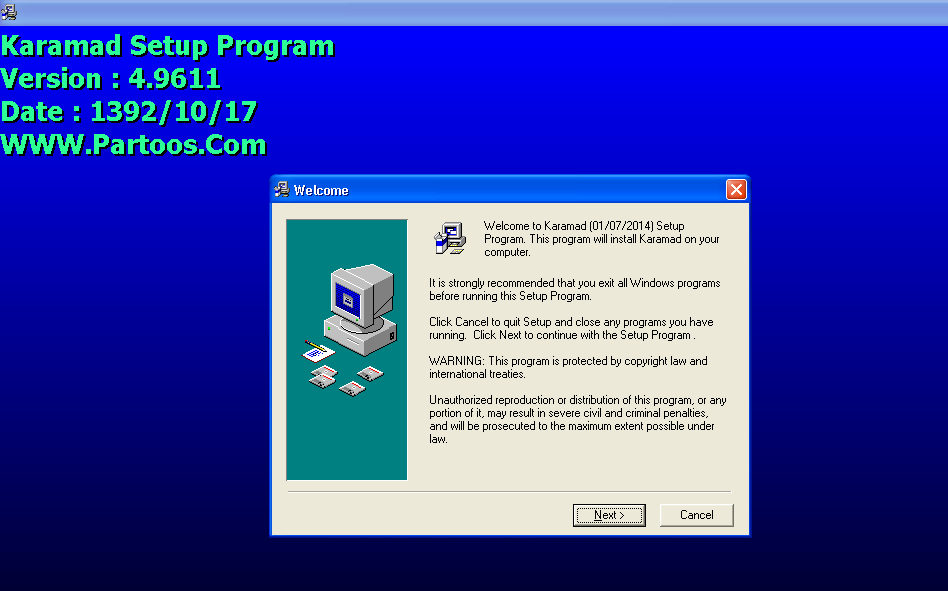 Karamad Setup Program
Version : 4.9611
Date : 1392/10/17
WWW.Partoos.Com
Welcome
Welcome to Karamad (01/07/2014) Setup
Program. This program will install Karamad on your
computer.
It is strongly recommended that you exit all Windows programs
before running this Setup Program.
Click Cancel to quit Setup and close any programs you have
running.  Click Next to continue with the Setup Program .
WARNING: This program is protected by copyright law and
international treaties.
Unauthorized reproduction or distribution of this program, or any
portion of it, may result in severe civil and criminal penalties,
and will be prosecuted to the maximum extent possible under
law.
Next >
Cancel